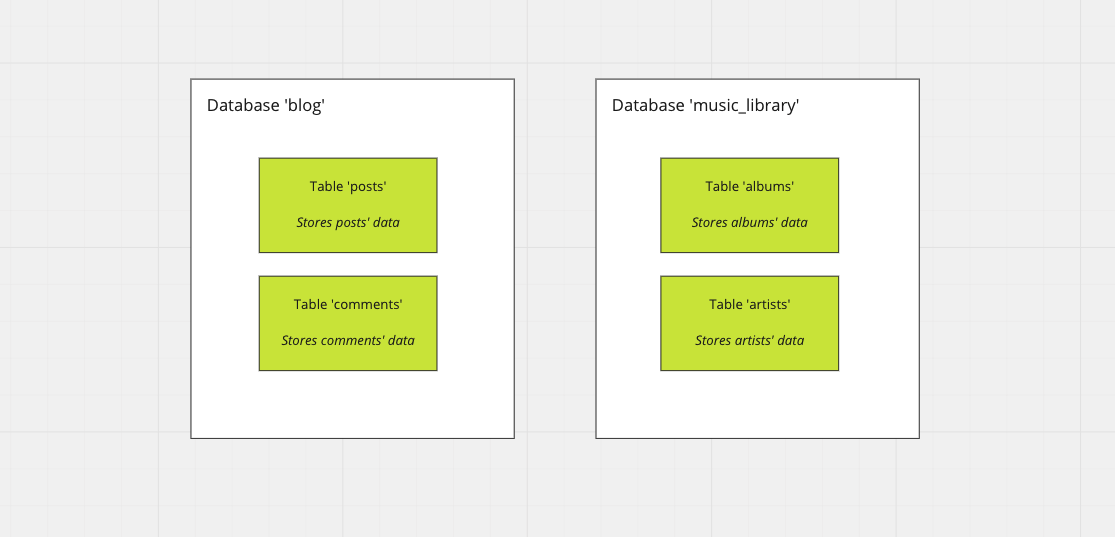 Database 'blog'
Table 'posts'
Stores posts' data
Table 'comments'
Stores comments' data
Database 'music_library'
Table 'albums'
Stores albums' data
Table 'artists'
Stores artists' data